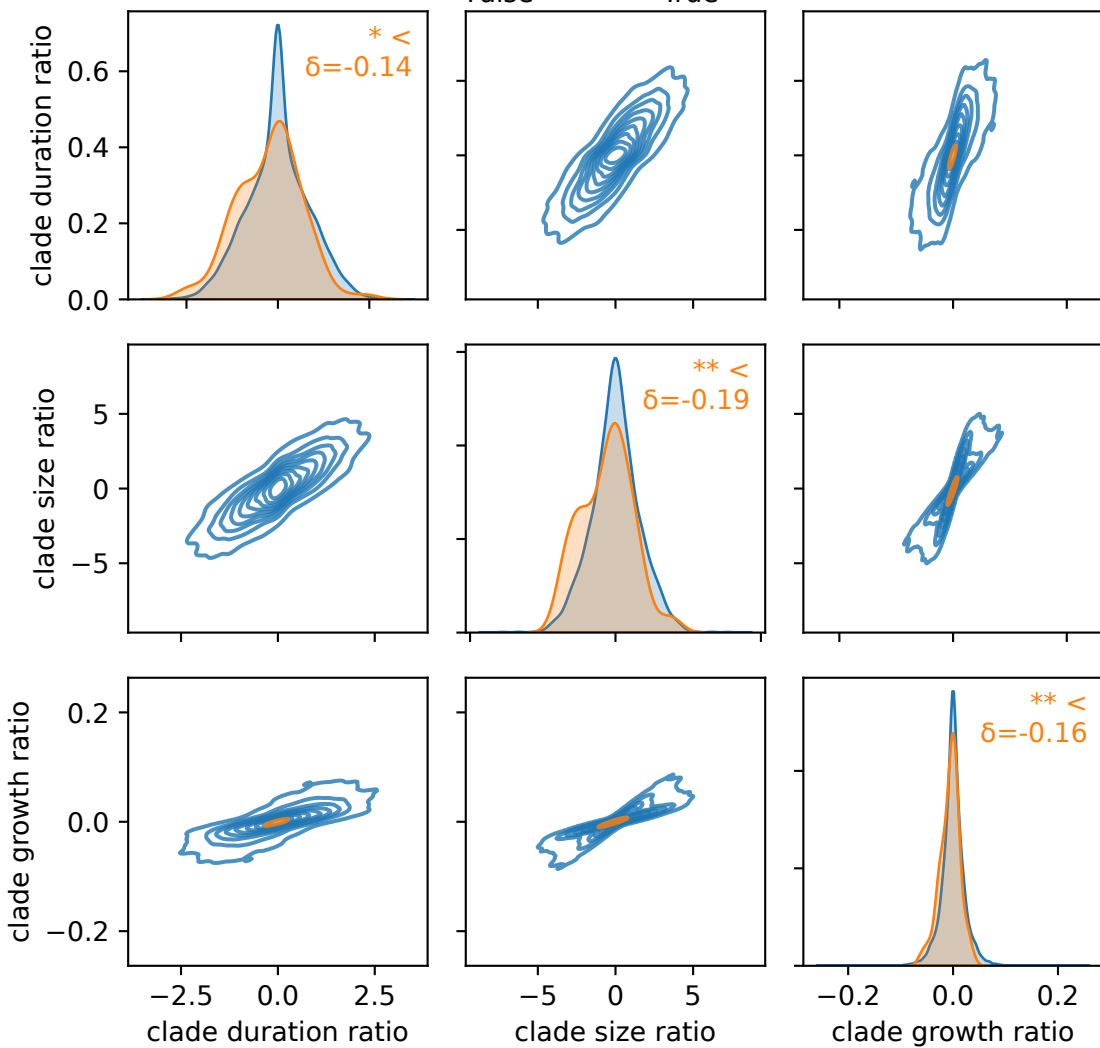 clade duration ratio
0.6
0.4
0.2
0.0
* <
δ=-0.14
clade size ratio
5
0
−5
** <
δ=-0.19
clade growth ratio
0.2
0.0
−0.2
** <
δ=-0.16
−2.5 0.0 2.5
−5 0 5
−0.2 0.0 0.2
clade duration ratio
clade size ratio
clade growth ratio